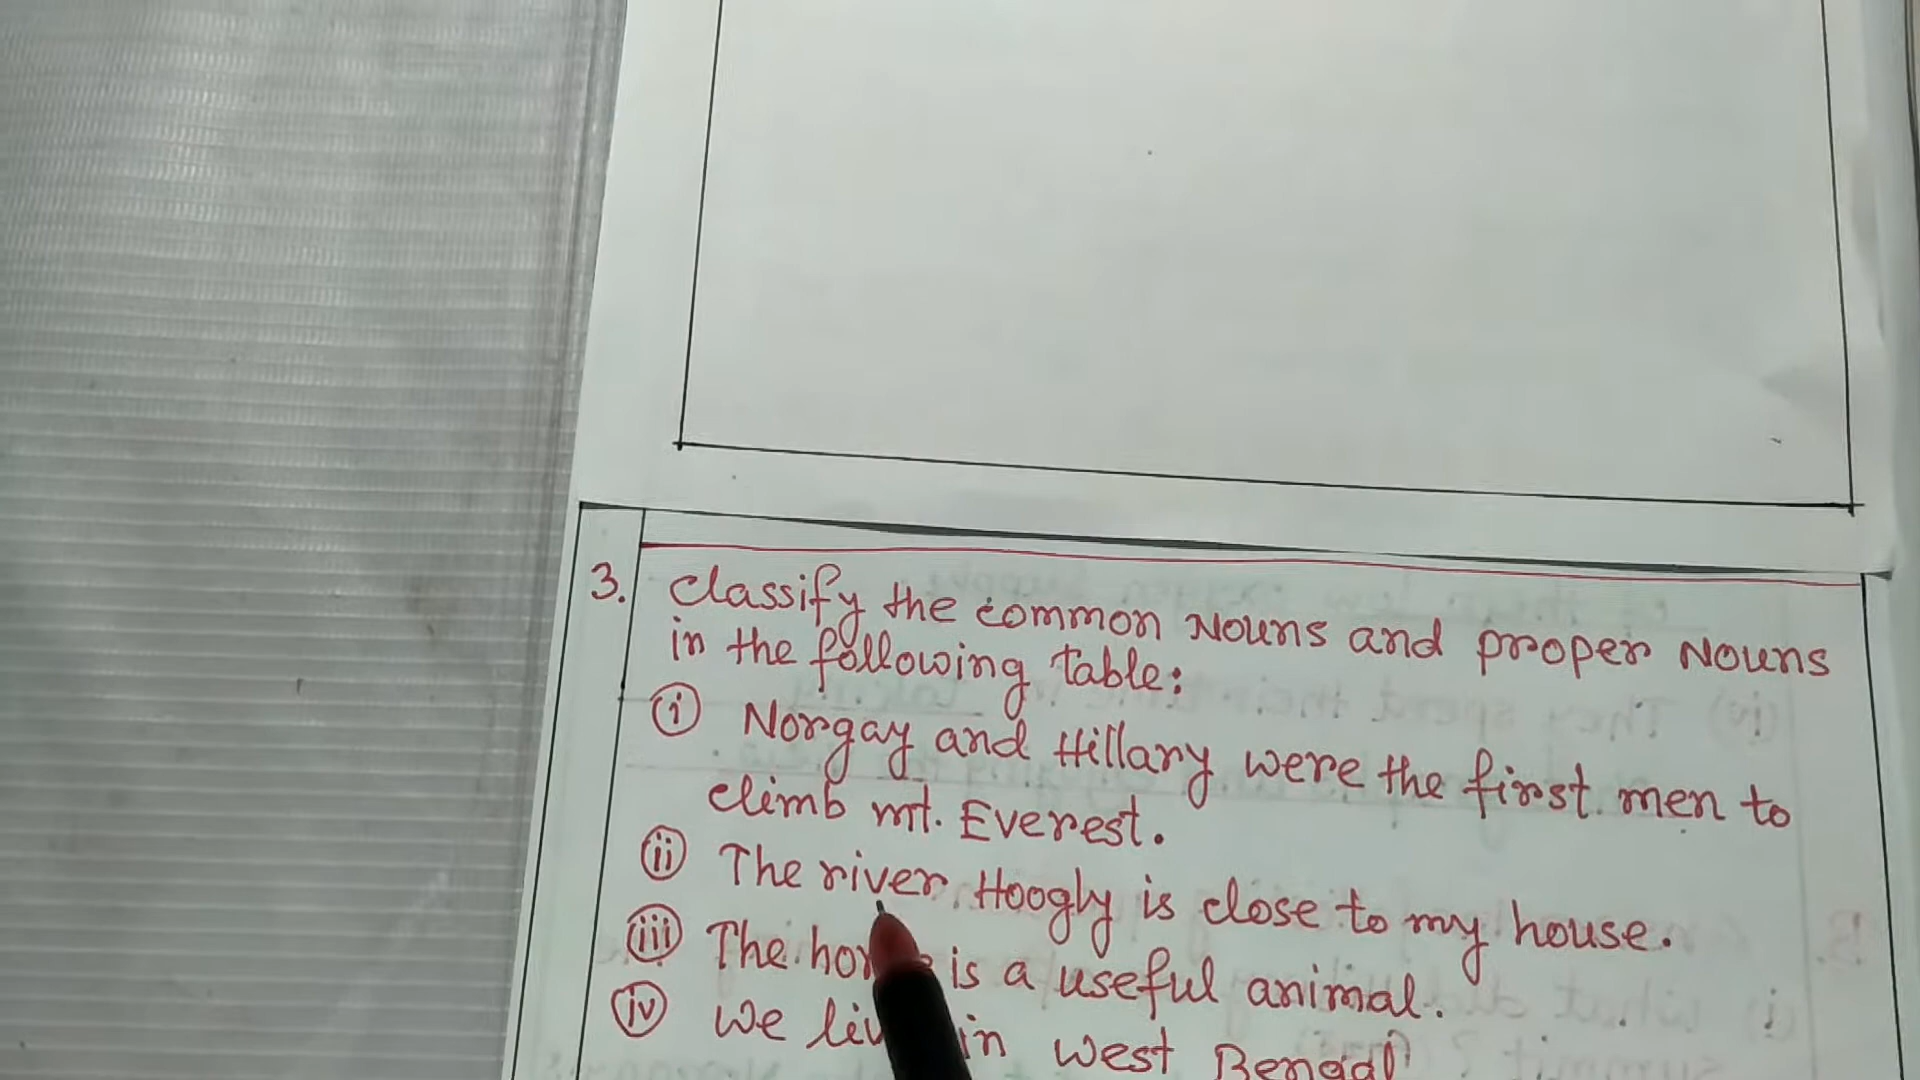 3. Classify the common Nouns and proper Nouns
in the following table:
(i) Norgay and Hillary were the first men to
climb mt. Everest.
(ii) The river Hoogly is close to my house.
(iii) The is a useful animal.
(iv) We in West Bengal